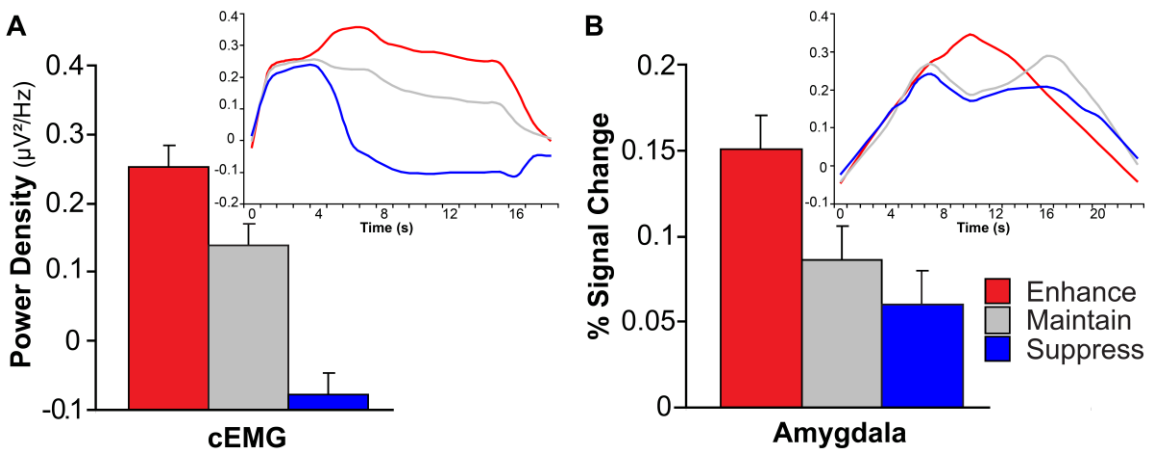 A
Power Density (µV²/Hz)
0.4
0.3
0.2
0.1
0
-0.1
cEMG
0.4
0.3
0.2
0.1
0
-0.1
-0.2
0 4 8 12 16
Time (s)
B
% Signal Change
0.2
0.15
0.1
0.05
0
Amygdala
0.4
0.3
0.2
0.1
0
-0.1
0 4 8 12 16 20
Time (s)
Enhance
Maintain
Suppress